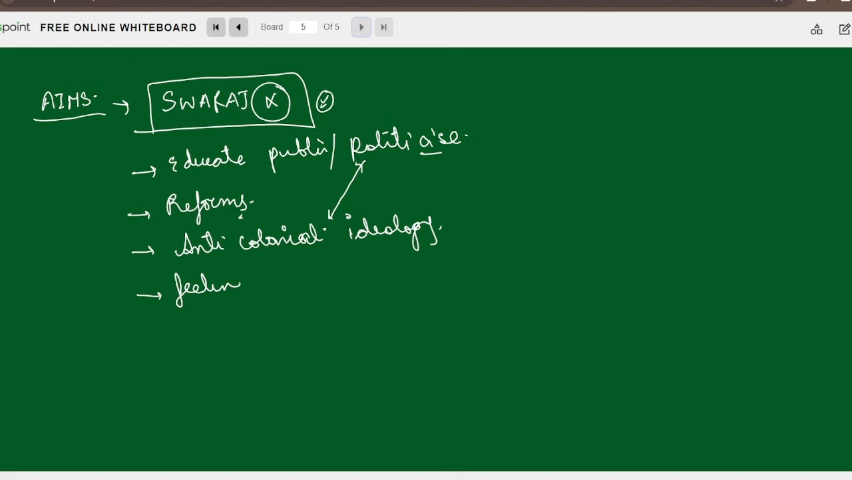 spoint FREE ONLINE WHITEBOARD Board 5 Of 5
AIMS. → SWARAJ X
→ Educate public/ politicise.
→ Reforms.
→ Anti colonial ideology.
→ feelin